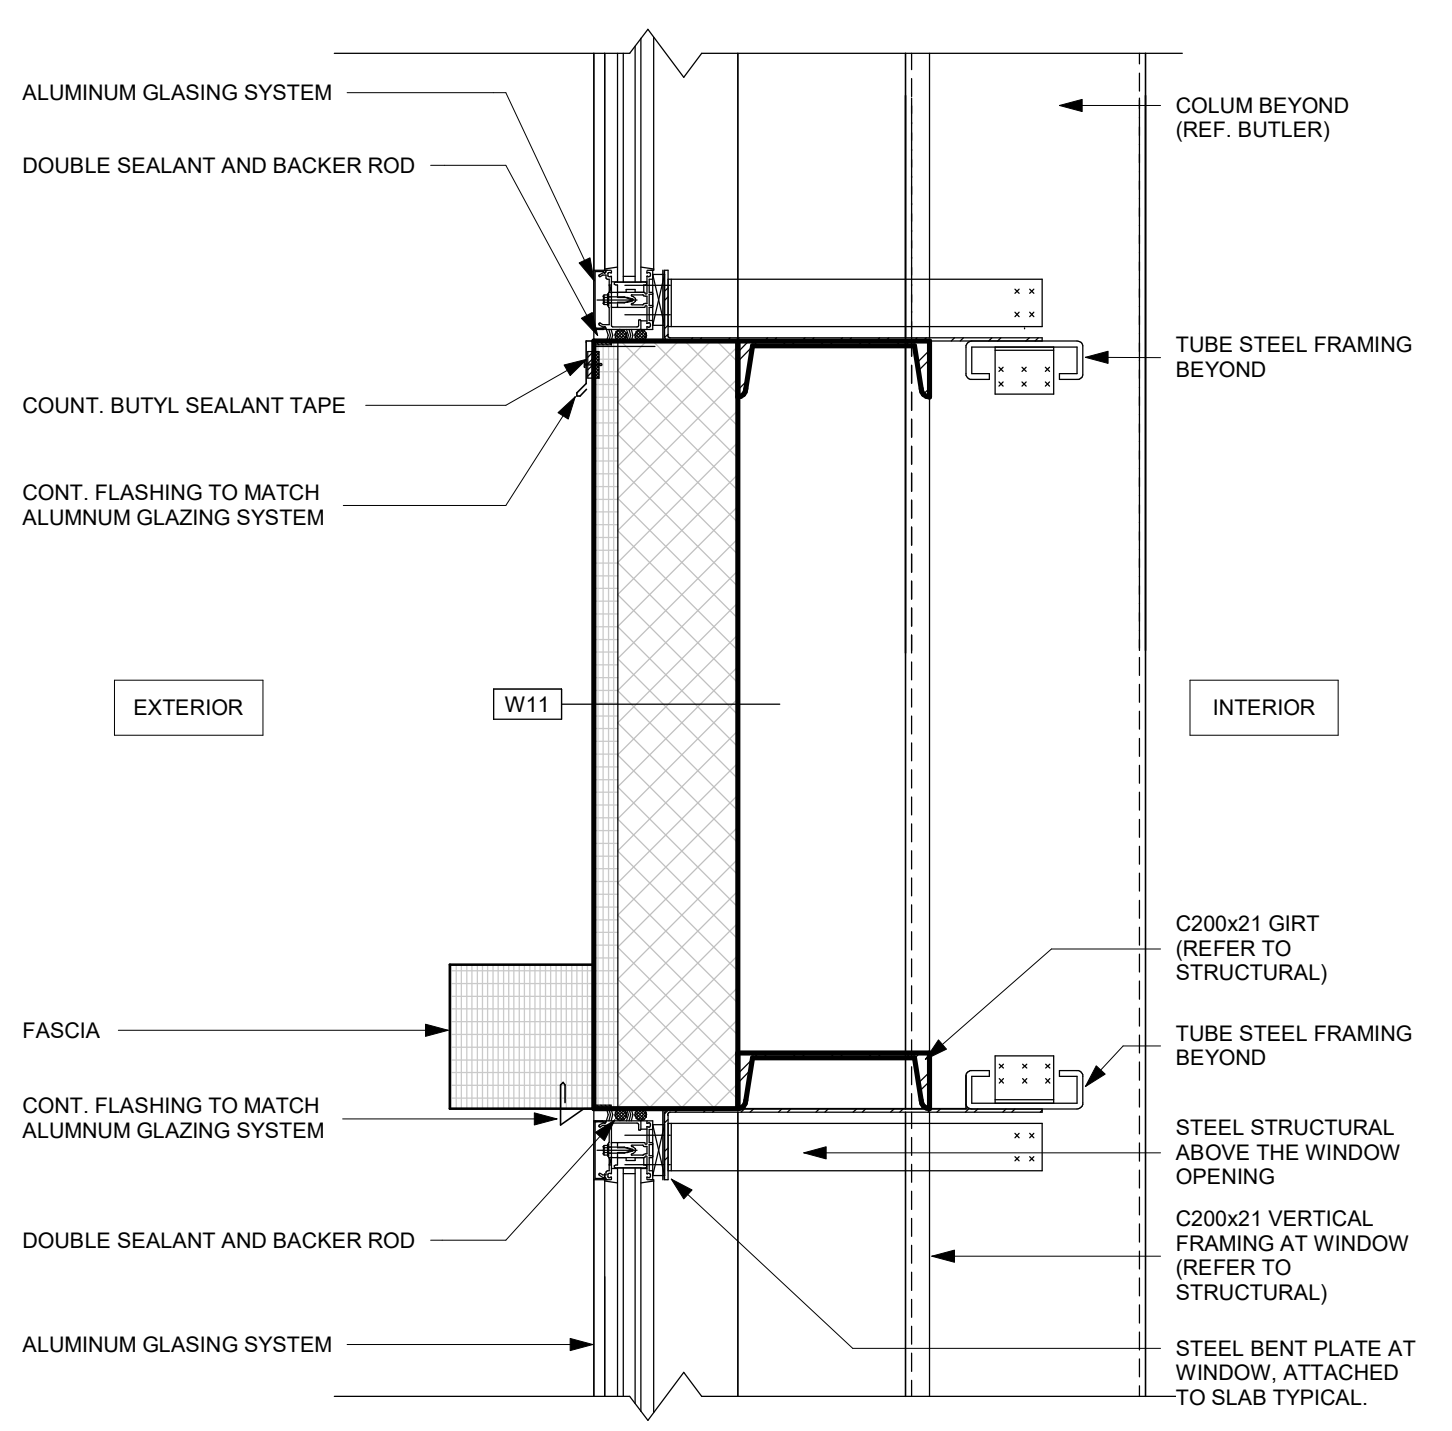 ALUMINUM GLASING SYSTEM
DOUBLE SEALANT AND BACKER ROD
COUNT. BUTYL SEALANT TAPE
CONT. FLASHING TO MATCH
ALUMNUM GLAZING SYSTEM
EXTERIOR
W11
FASCIA
CONT. FLASHING TO MATCH
ALUMNUM GLAZING SYSTEM
DOUBLE SEALANT AND BACKER ROD
ALUMINUM GLASING SYSTEM
COLUM BEYOND
(REF. BUTLER)
TUBE STEEL FRAMING
BEYOND
INTERIOR
C200x21 GIRT
(REFER TO
STRUCTURAL)
TUBE STEEL FRAMING
BEYOND
STEEL STRUCTURAL
ABOVE THE WINDOW
OPENING
C200x21 VERTICAL
FRAMING AT WINDOW
(REFER TO
STRUCTURAL)
STEEL BENT PLATE AT
WINDOW, ATTACHED
TO SLAB TYPICAL.